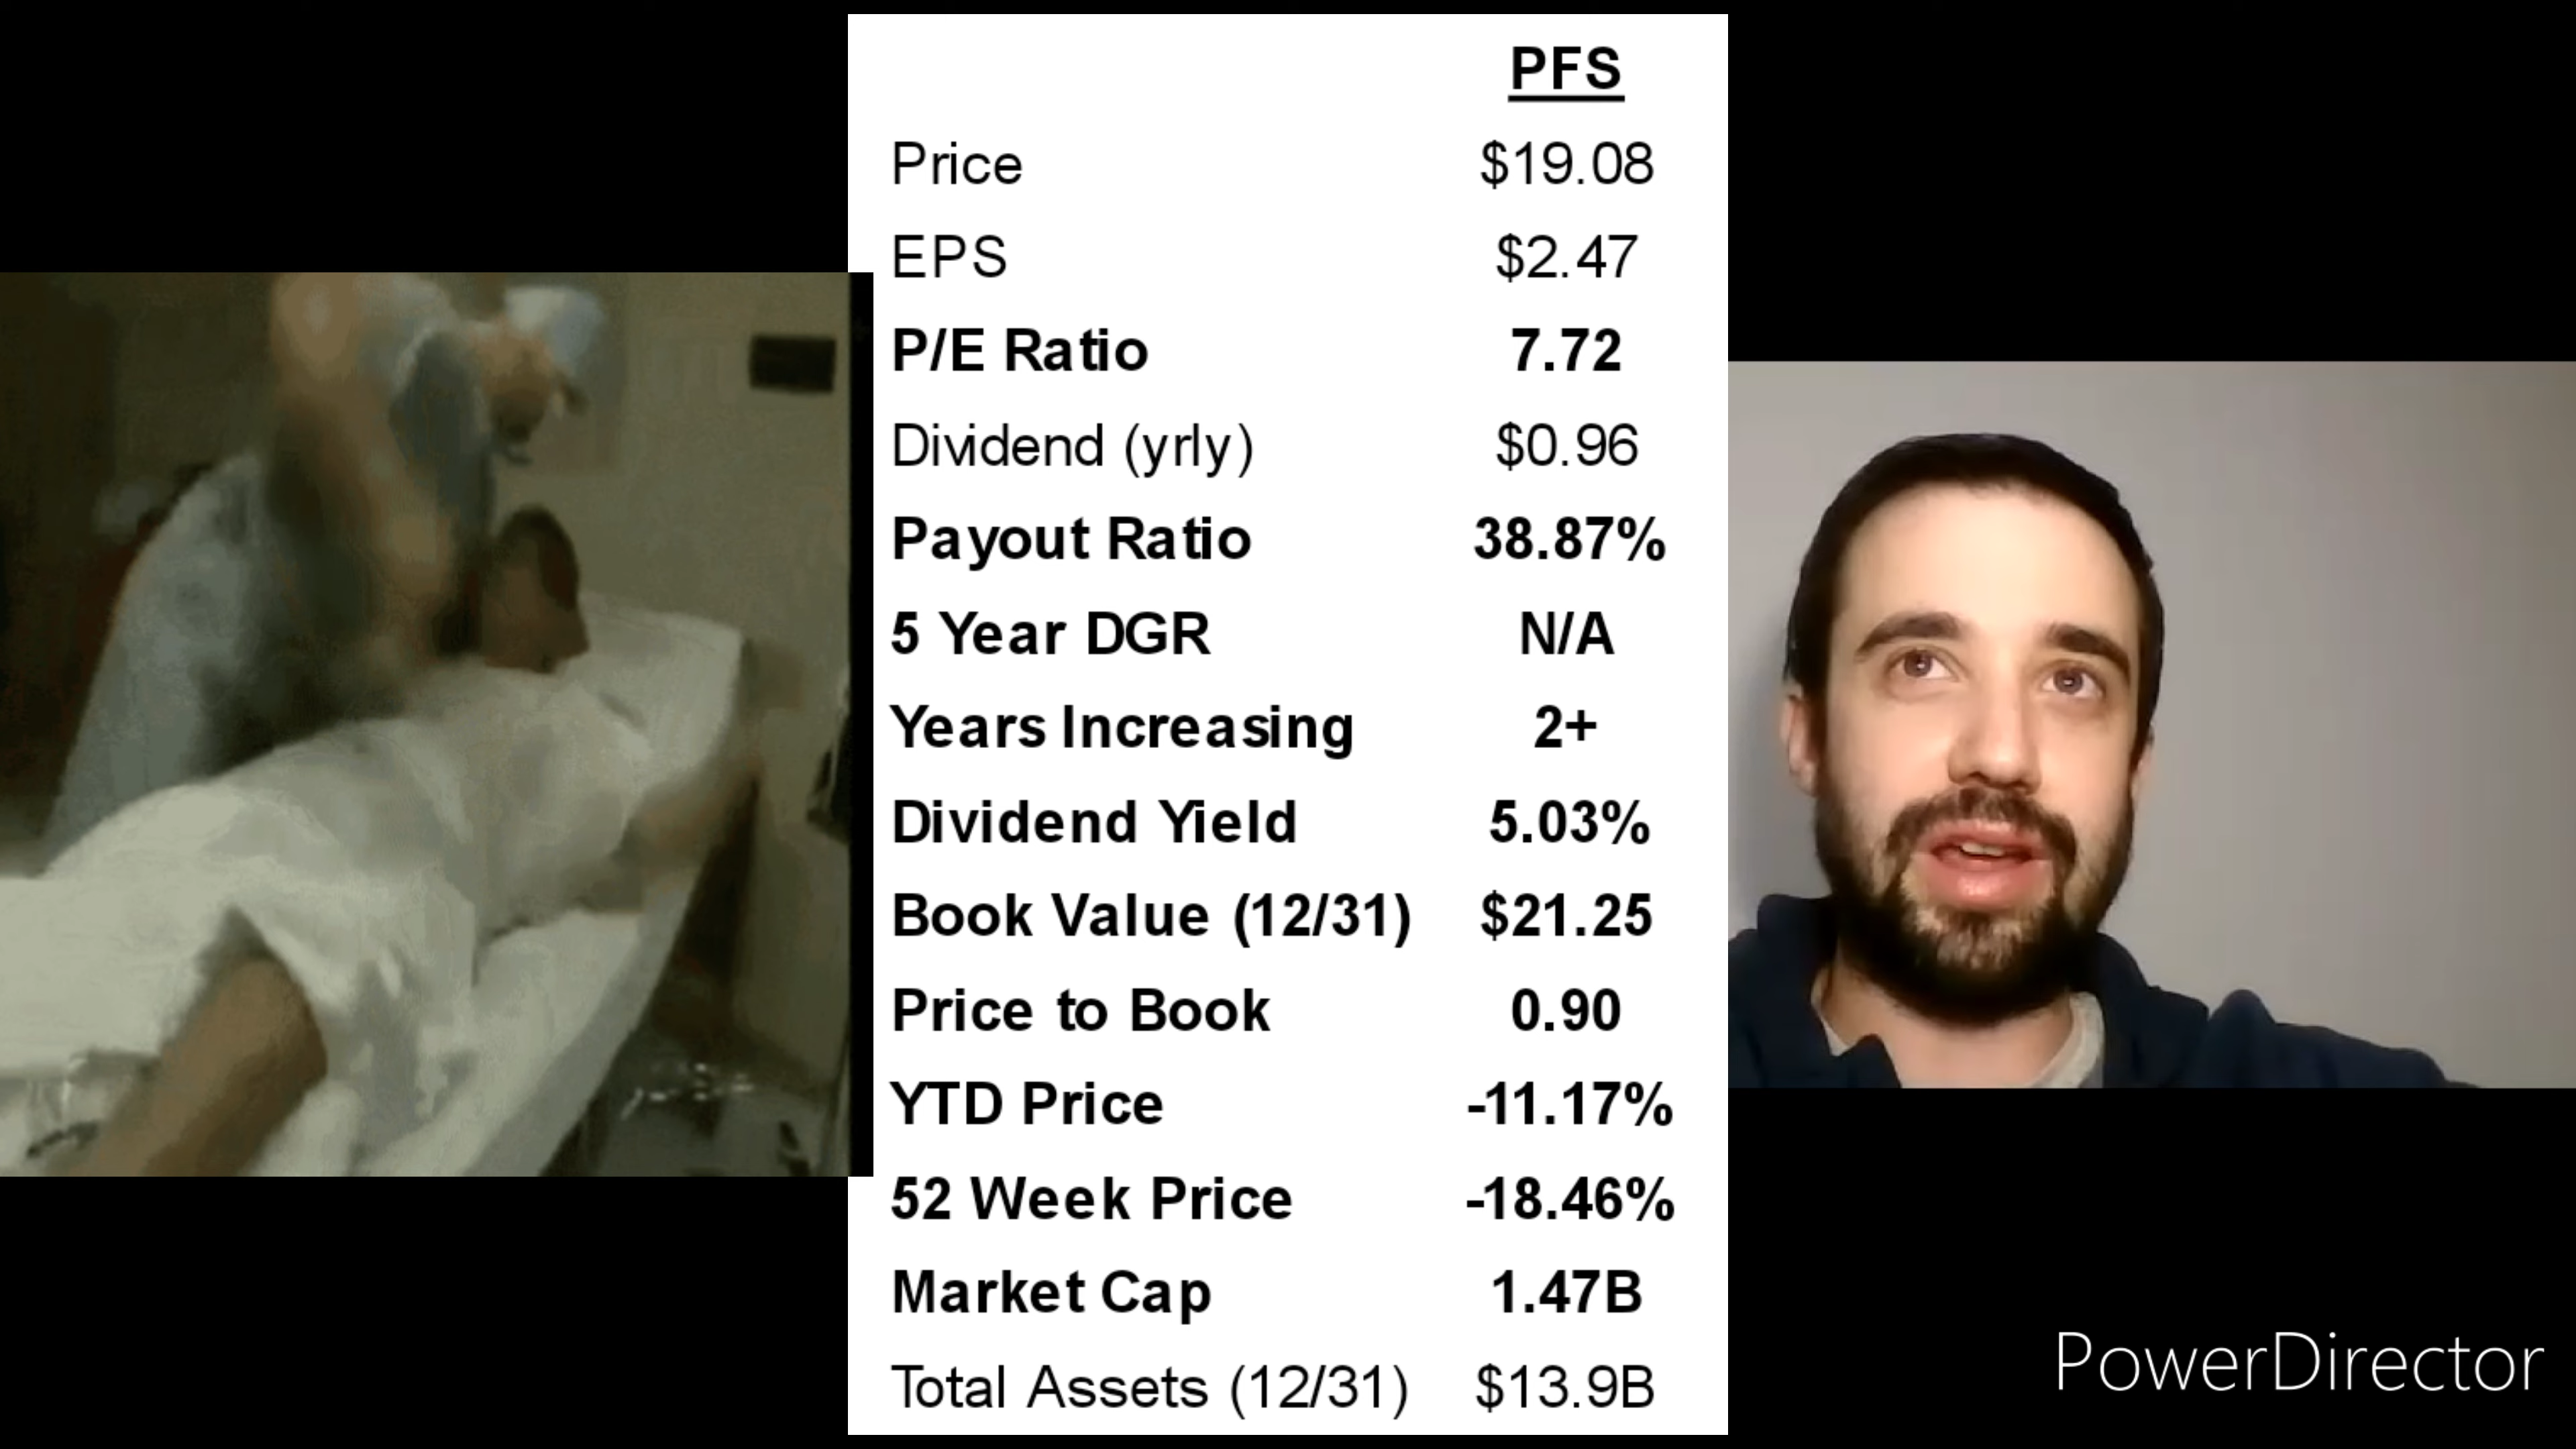 PFS
Price $19.08
EPS $2.47
P/E Ratio 7.72
Dividend (yrly) $0.96
Payout Ratio 38.87%
5 Year DGR N/A
Years Increasing 2+
Dividend Yield 5.03%
Book Value (12/31) $21.25
Price to Book 0.90
YTD Price -11.17%
52 Week Price -18.46%
Market Cap 1.47B
Total Assets (12/31) $13.9B
PowerDirector